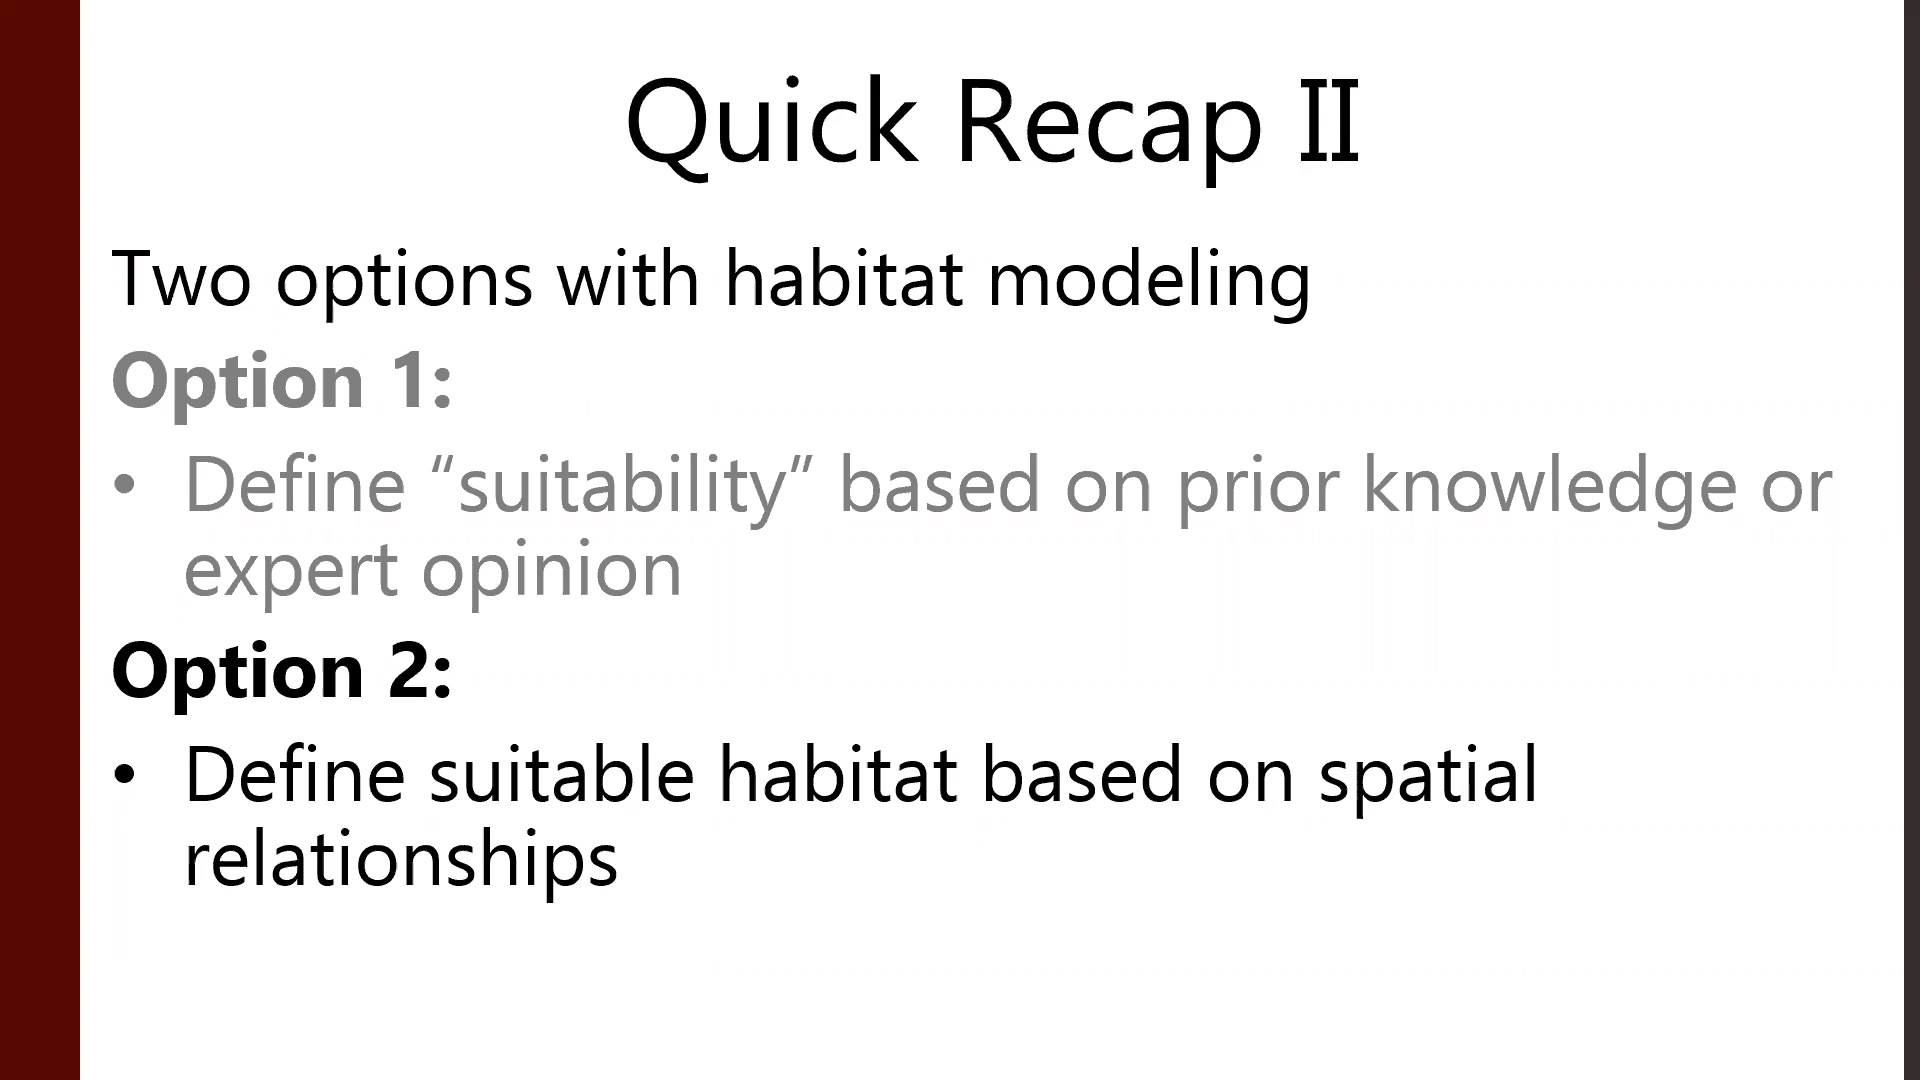 Quick Recap II
Two options with habitat modeling
Option 1:
• Define “suitability” based on prior knowledge or
expert opinion
Option 2:
• Define suitable habitat based on spatial
relationships